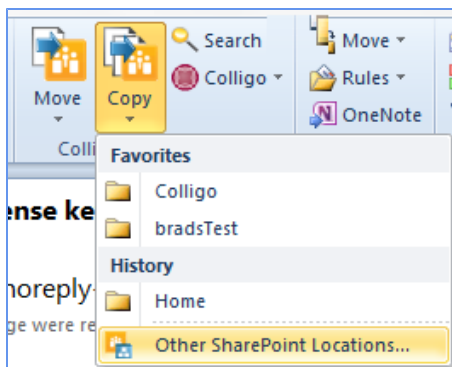 Search
Move
Move
Copy
Colligo
Rules
OneNote
Colli
Favorites
ense ke
Colligo
bradsTest
History
noreply-
Home
ge were re
Other SharePoint Locations...